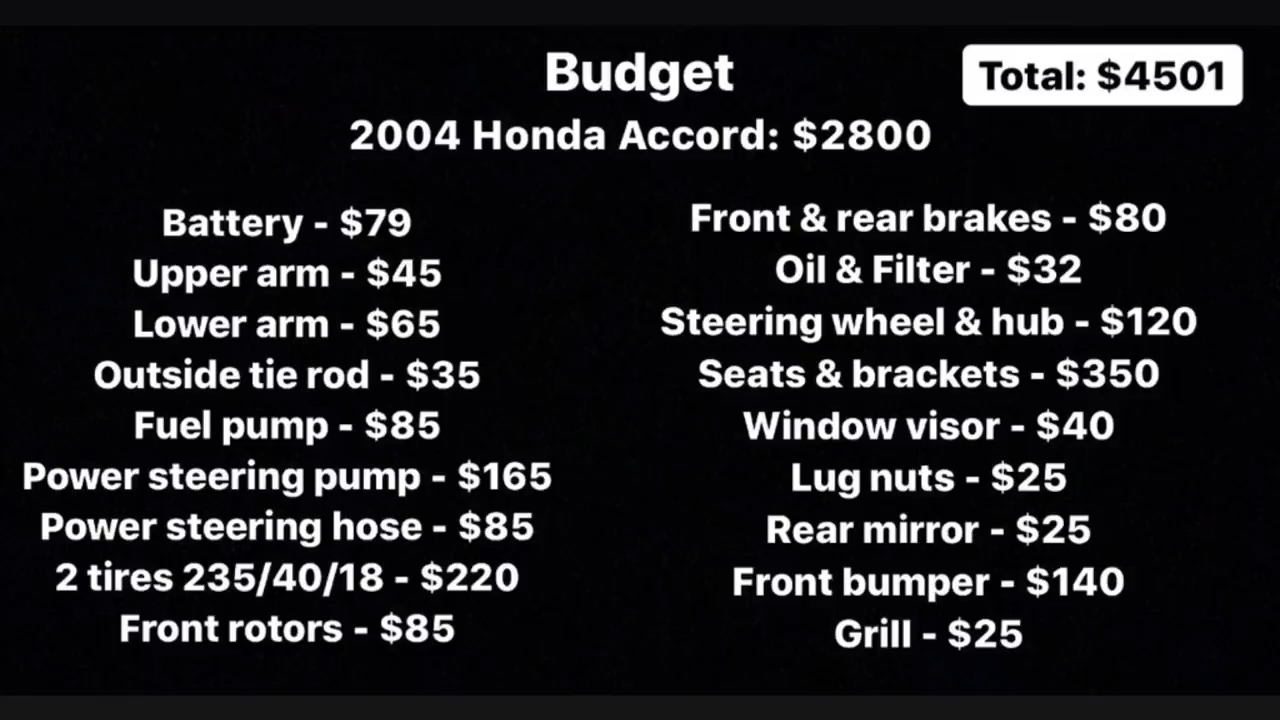 Budget
Total: $4501
2004 Honda Accord: $2800
Battery - $79
Upper arm - $45
Lower arm - $65
Outside tie rod - $35
Fuel pump - $85
Power steering pump - $165
Power steering hose - $85
2 tires 235/40/18 - $220
Front rotors - $85
Front & rear brakes - $80
Oil & Filter - $32
Steering wheel & hub - $120
Seats & brackets - $350
Window visor - $40
Lug nuts - $25
Rear mirror - $25
Front bumper - $140
Grill - $25